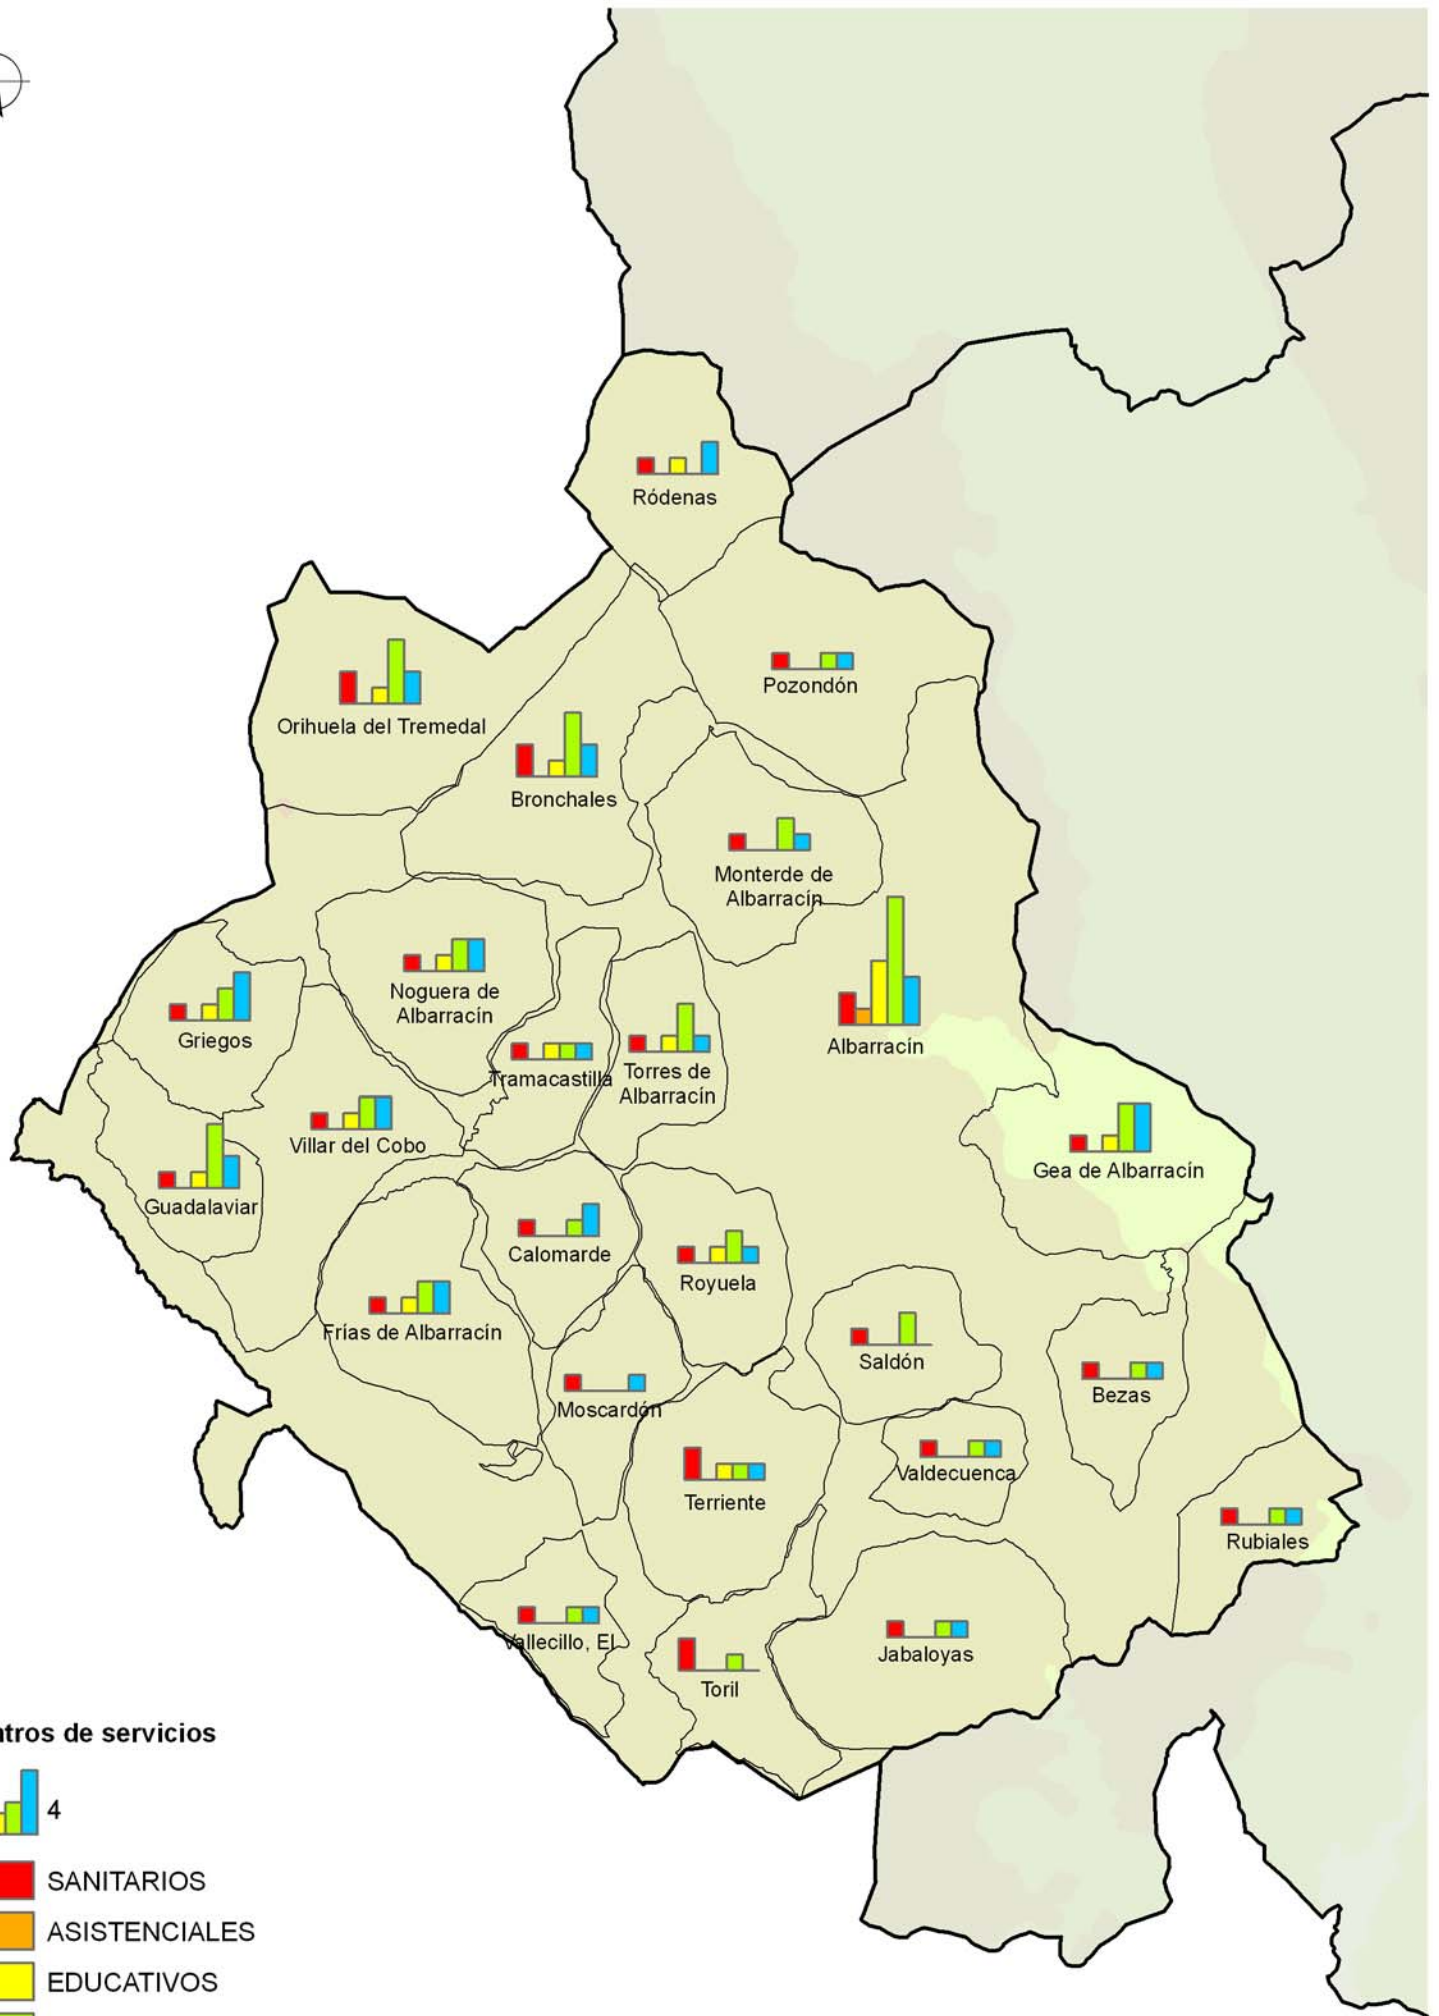 Ródenas
Pozondón
Orihuela del Tremedal
Bronchales
Monterde de
Albarracín
Noguera de
Albarracín
Griegos
Albarracín
Tramacastilla
Torres de
Albarracín
Villar del Cobo
Gea de Albarracín
Guadalaviar
Calomarde
Royuela
Frías de Albarracín
Saldón
Bezas
Moscardón
Valdecuenca
Terriente
Rubiales
Vallecillo, El
Jabaloyas
Toril
ntros de servicios
4
SANITARIOS
ASISTENCIALES
EDUCATIVOS